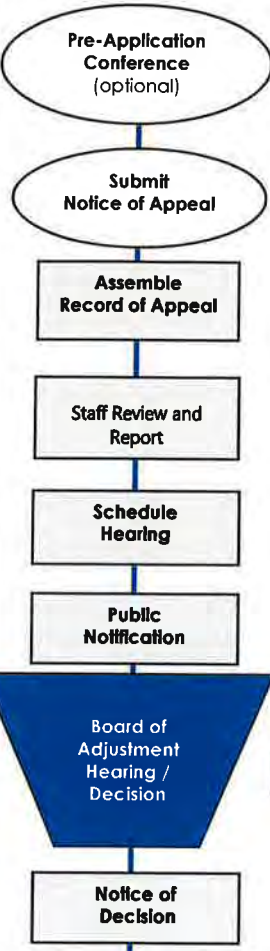 Pre-Application
Conference
(optional)
Submit
Notice of Appeal
Assemble
Record of Appeal
Staff Review and
Report
Schedule
Hearing
Public
Notification
Board of
Adjustment
Hearing /
Decision
Notice of
Decision